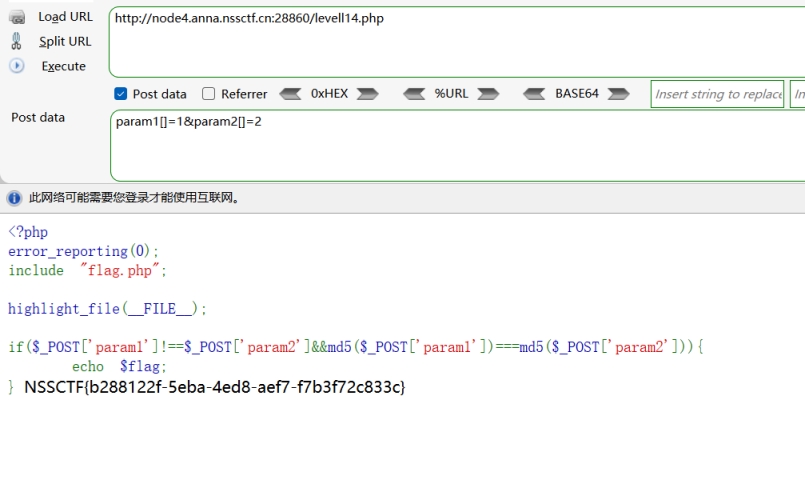 Load URL
http://node4.anna.nssctf.cn:28860/levell14.php
Split URL
Execute
Post data Referrer 0xHEX %URL BASE64 Insert string to replace In
Post data
param1[]=1&param2[]=2
此网络可能需要您登录才能使用互联网。
<?php
error_reporting(0);
include "flag.php";
highlight_file(__FILE__);
if($_POST['param1']!==$_POST['param2']&&md5($_POST['param1'])===md5($_POST['param2'])){
echo $flag;
} NSSCTF{b288122f-5eba-4ed8-aef7-f7b3f72c833c}